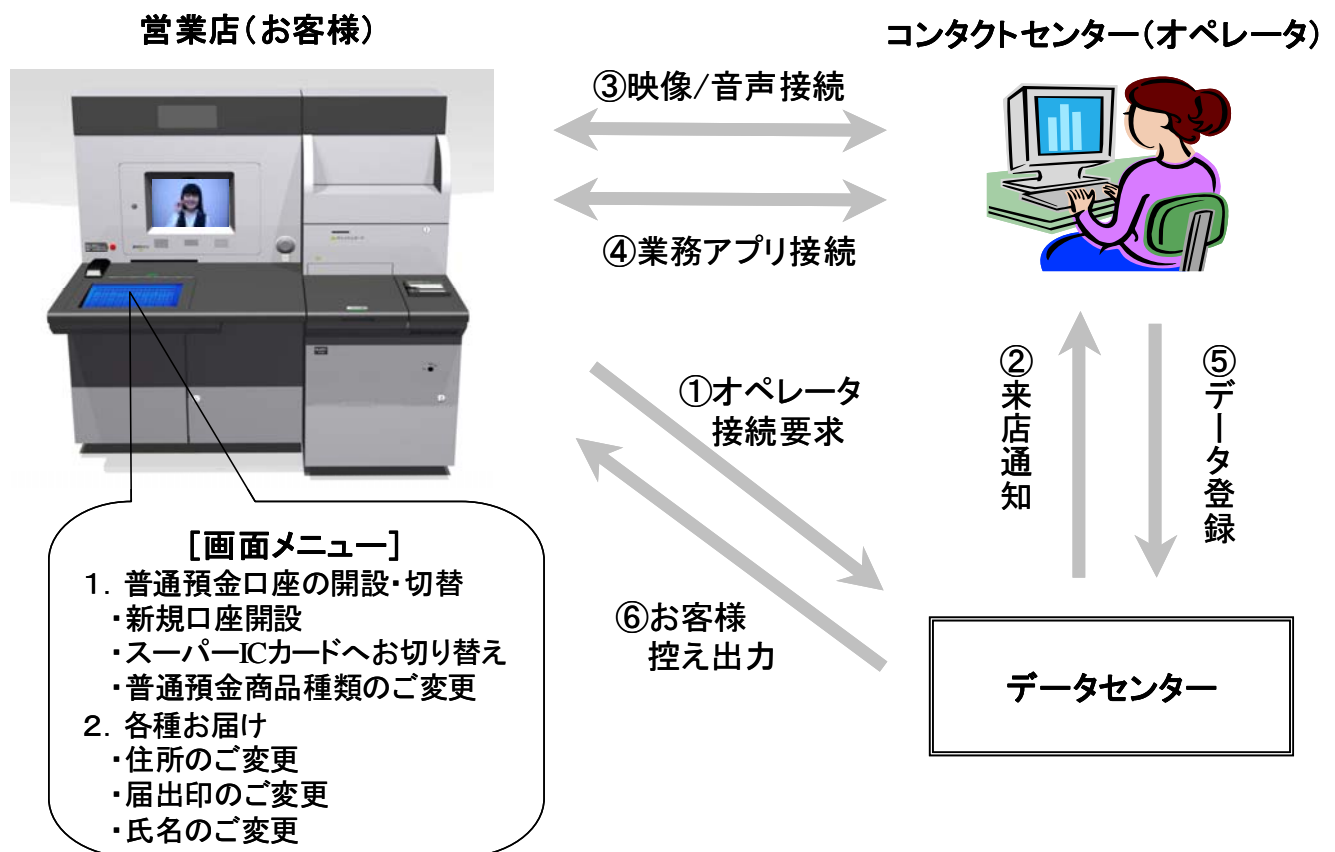 営業店(お客様)
コンタクトセンター(オペレータ)
③映像/音声接続
④業務アプリ接続
①オペレータ
接続要求
②来店通知
⑤データ登録
⑥お客様
控え出力
データセンター
[画面メニュー]
1. 普通預金口座の開設・切替
・新規口座開設
・スーパーICカードへお切り替え
・普通預金商品種類のご変更
2. 各種お届け
・住所のご変更
・届出印のご変更
・氏名のご変更